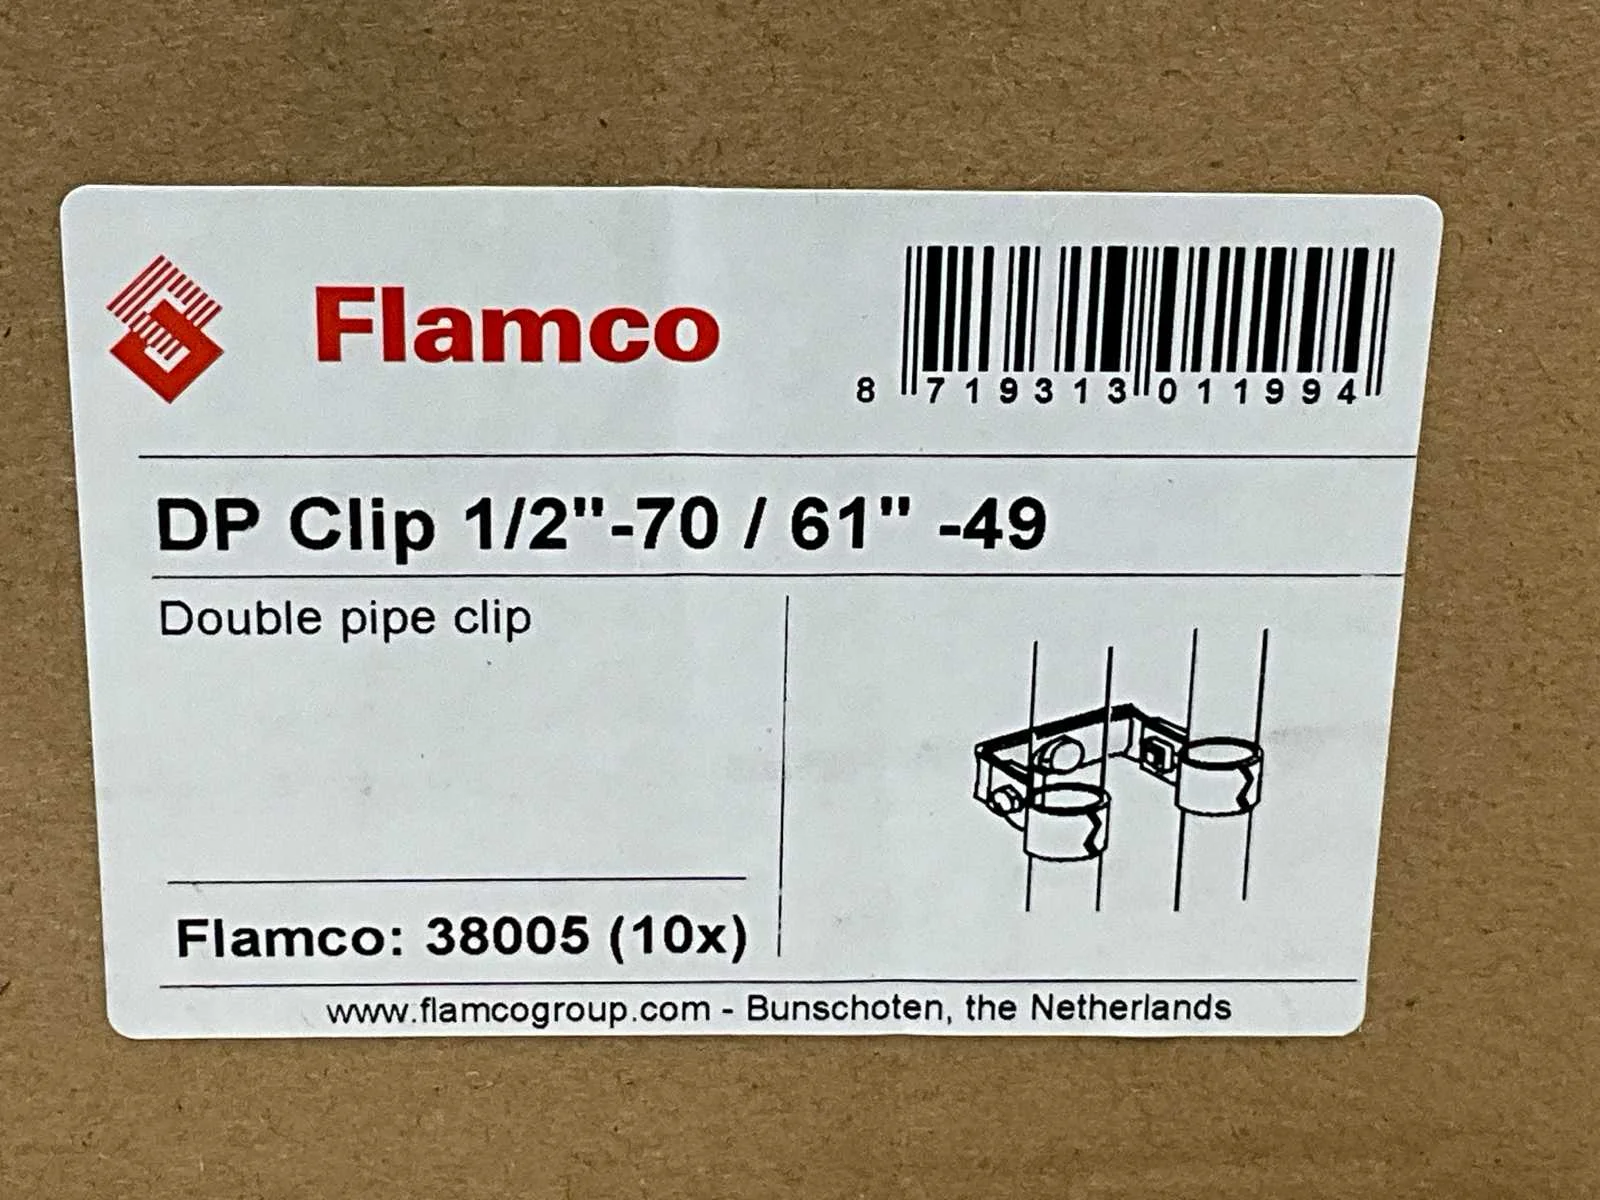 Flamco
8 719313 011994
DP Clip 1/2"-70 / 61" -49
Double pipe clip
Flamco: 38005 (10x)
www.flamcogroup.com - Bunschoten, the Netherlands